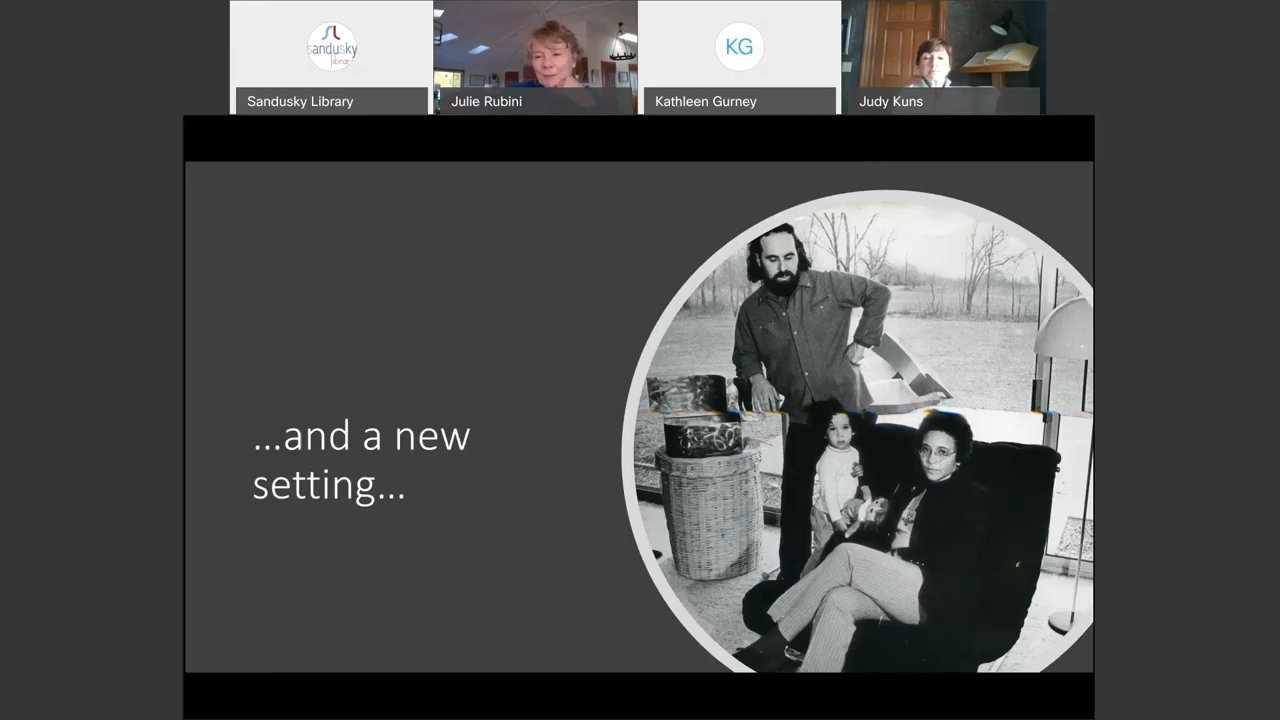 sandusky
library
Sandusky Library
Julie Rubini
KG
Kathleen Gurney
Judy Kuns
...and a new
setting...